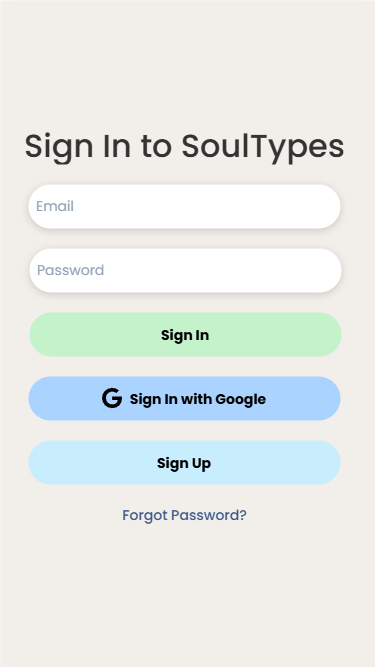 Sign In to SoulTypes
Email
Password
Sign In
Sign In with Google
Sign Up
Forgot Password?